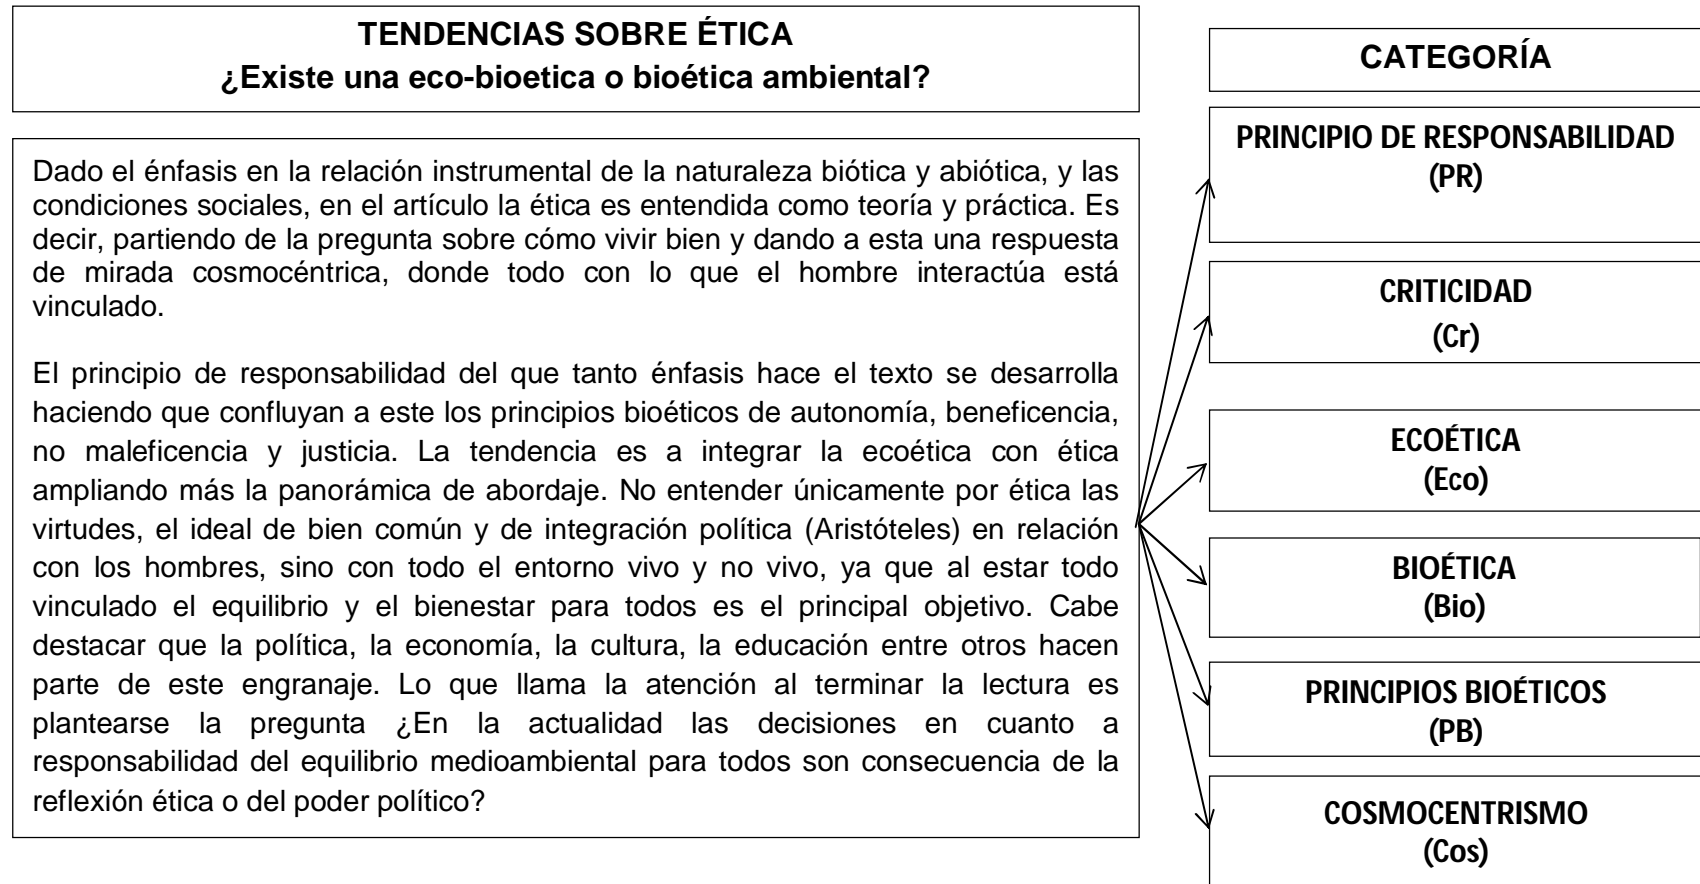 TENDENCIAS SOBRE ÉTICA
¿Existe una eco-bioetica o bioética ambiental?
Dado el énfasis en la relación instrumental de la naturaleza biótica y abiótica, y las
condiciones sociales, en el artículo la ética es entendida como teoría y práctica. Es
decir, partiendo de la pregunta sobre cómo vivir bien y dando a esta una respuesta
de mirada cosmocéntrica, donde todo con lo que el hombre interactúa está
vinculado.
El principio de responsabilidad del que tanto énfasis hace el texto se desarrolla
haciendo que confluyan a este los principios bioéticos de autonomía, beneficencia,
no maleficencia y justicia. La tendencia es a integrar la ecoética con ética
ampliando más la panorámica de abordaje. No entender únicamente por ética las
virtudes, el ideal de bien común y de integración política (Aristóteles) en relación
con los hombres, sino con todo el entorno vivo y no vivo, ya que al estar todo
vinculado el equilibrio y el bienestar para todos es el principal objetivo. Cabe
destacar que la política, la economía, la cultura, la educación entre otros hacen
parte de este engranaje. Lo que llama la atención al terminar la lectura es
plantearse la pregunta ¿En la actualidad las decisiones en cuanto a
responsabilidad del equilibrio medioambiental para todos son consecuencia de la
reflexión ética o del poder político?
CATEGORÍA
PRINCIPIO DE RESPONSABILIDAD
(PR)
CRITICIDAD
(Cr)
ECOÉTICA
(Eco)
BIOÉTICA
(Bio)
PRINCIPIOS BIOÉTICOS
(PB)
COSMOCENTRISMO
(Cos)